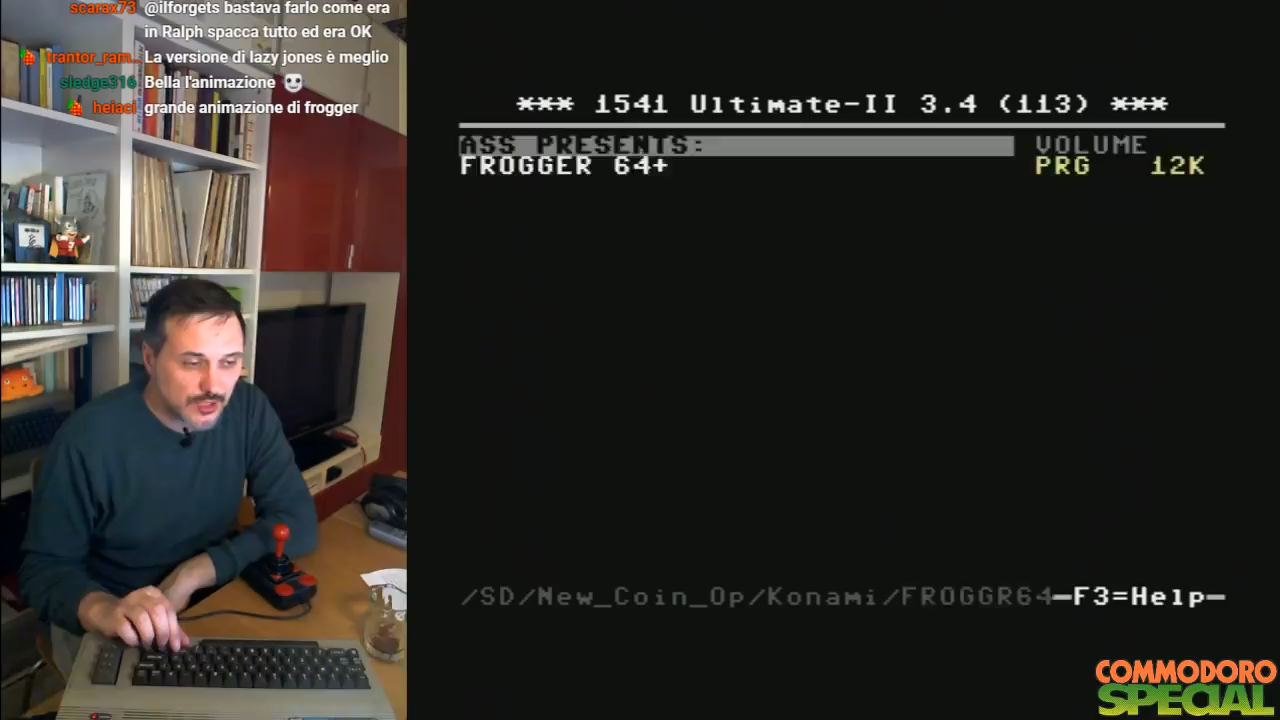 scarax73 @ilforgets bastava farlo come era
in Ralph spacca tutto ed era OK
trantor_ram… La versione di lazy jones è meglio
sledge316 Bella l'animazione
heiaci grande animazione di frogger
*** 1541 Ultimate-II 3.4 (113) ***
ASS PRESENTS: VOLUME
FROGGER 64+ PRG 12K
/SD/New_Coin_Op/Konami/FROGGR64—F3=Help—
COMMODORO
SPECIAL